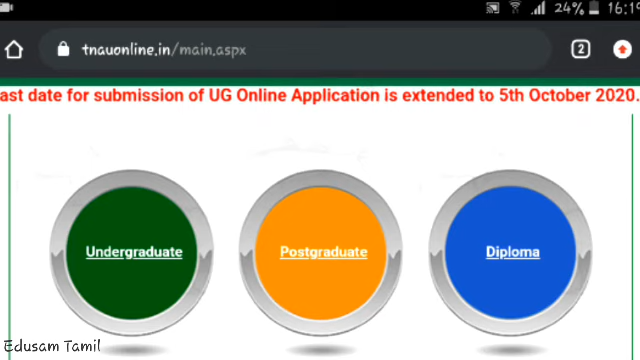 24% 16:19
tnauonline.in/main.aspx 2
ast date for submission of UG Online Application is extended to 5th October 2020.
Undergraduate Postgraduate Diploma
Edusam Tamil